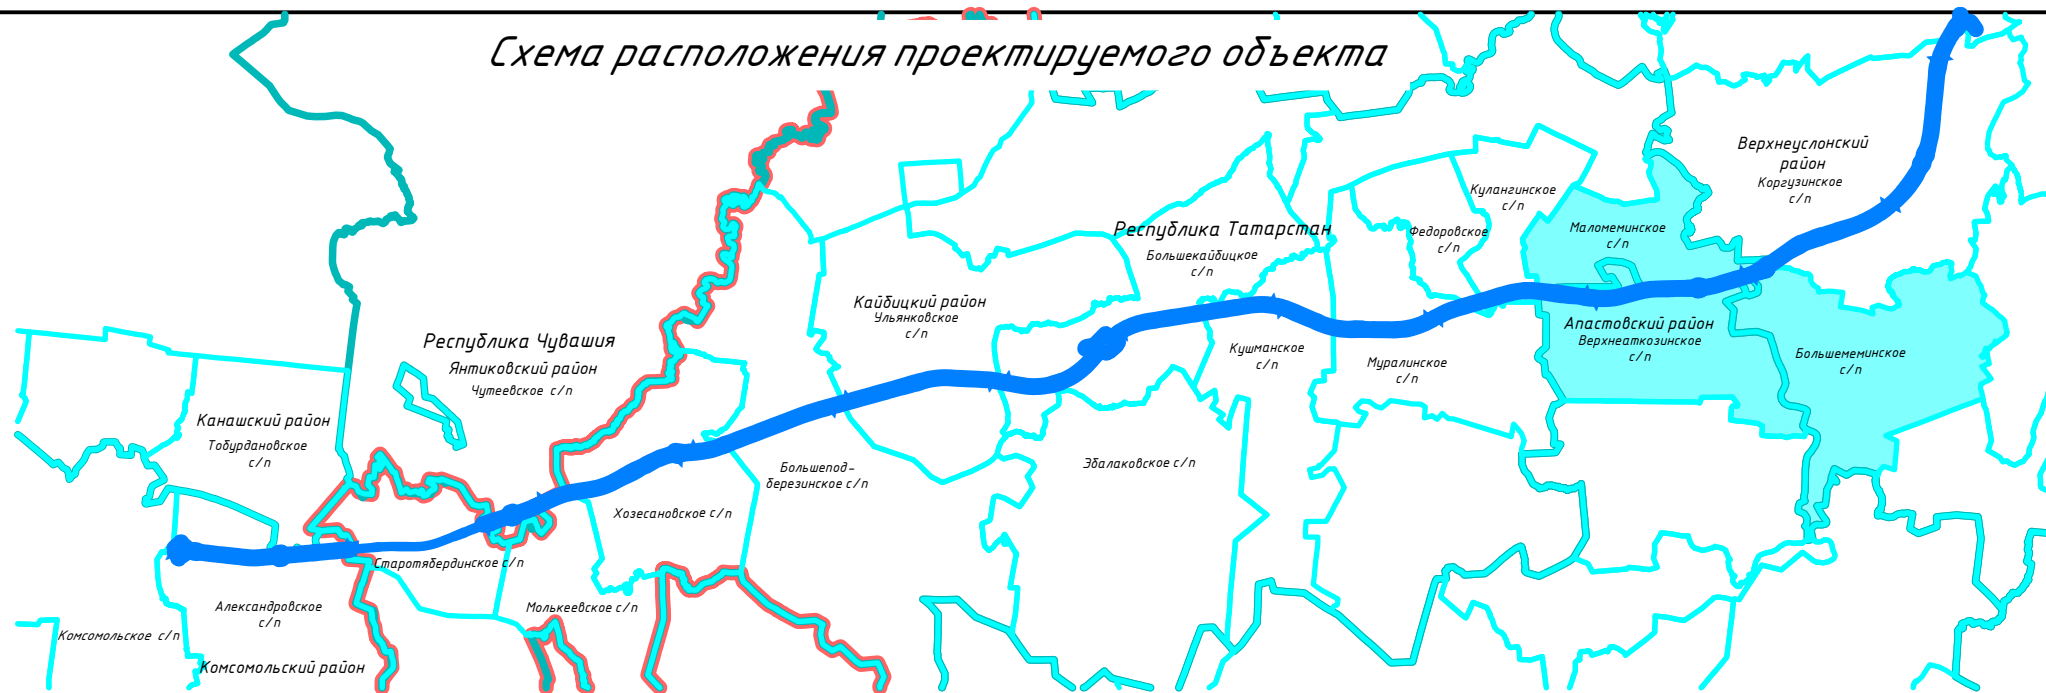 Схема расположения проектируемого объекта
Верхнеуслонский
район
Коргузинское
с/п
Кулангинское
с/п
Маломеминское
с/п
Республика Татарстан
Федоровское
с/п
Большекайбицкое
с/п
Кайбицкий район
Ульянковское
с/п
Апастовский район
Верхнеаткозинское
с/п
Республика Чувашия
Янтиковский район
Чутеевское с/п
Кушманское
с/п
Муралинское
с/п
Большемеминское
с/п
Канашский район
Тобурдановское
с/п
Большепод-
березинское с/п
Эбалаковское с/п
Хозесановское с/п
Старотябердинское с/п
Александровское
с/п
Молькеевское с/п
Комсомольское с/п
Комсомольский район